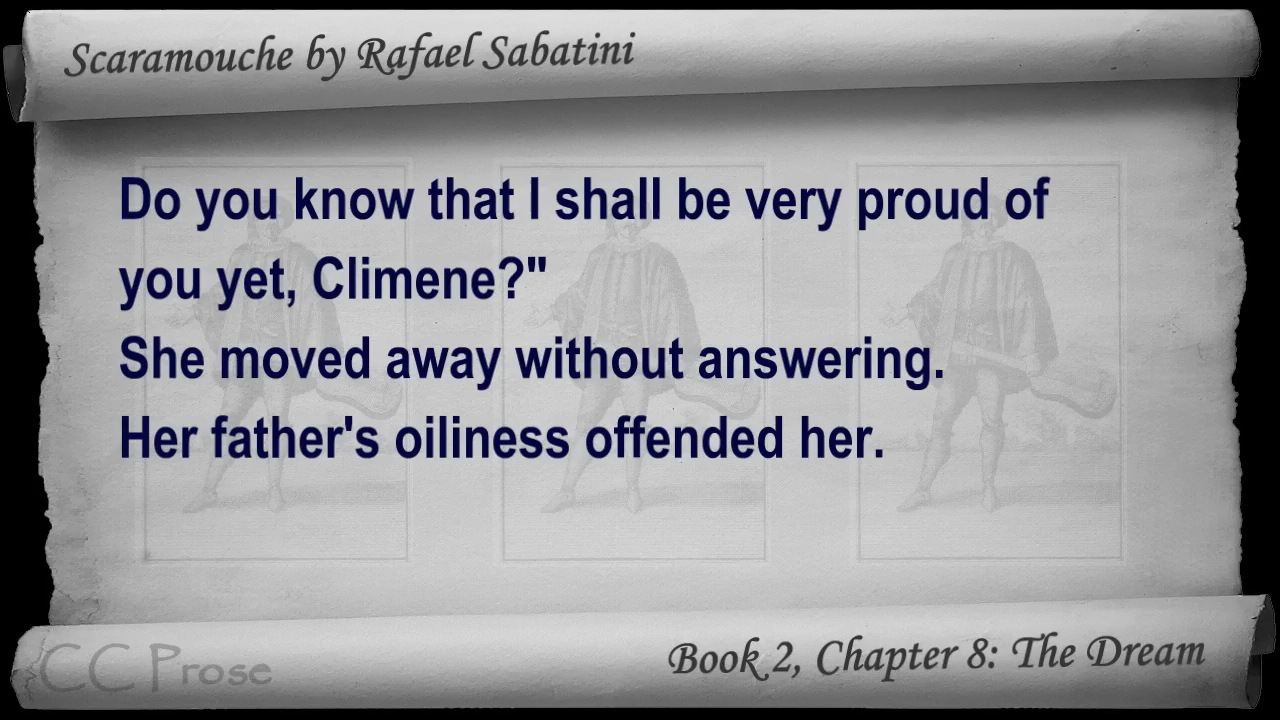 Scaramouche by Rafael Sabatini
Do you know that I shall be very proud of
you yet, Climene?"
She moved away without answering.
Her father's oiliness offended her.
CC Prose
Book 2, Chapter 8: The Dream